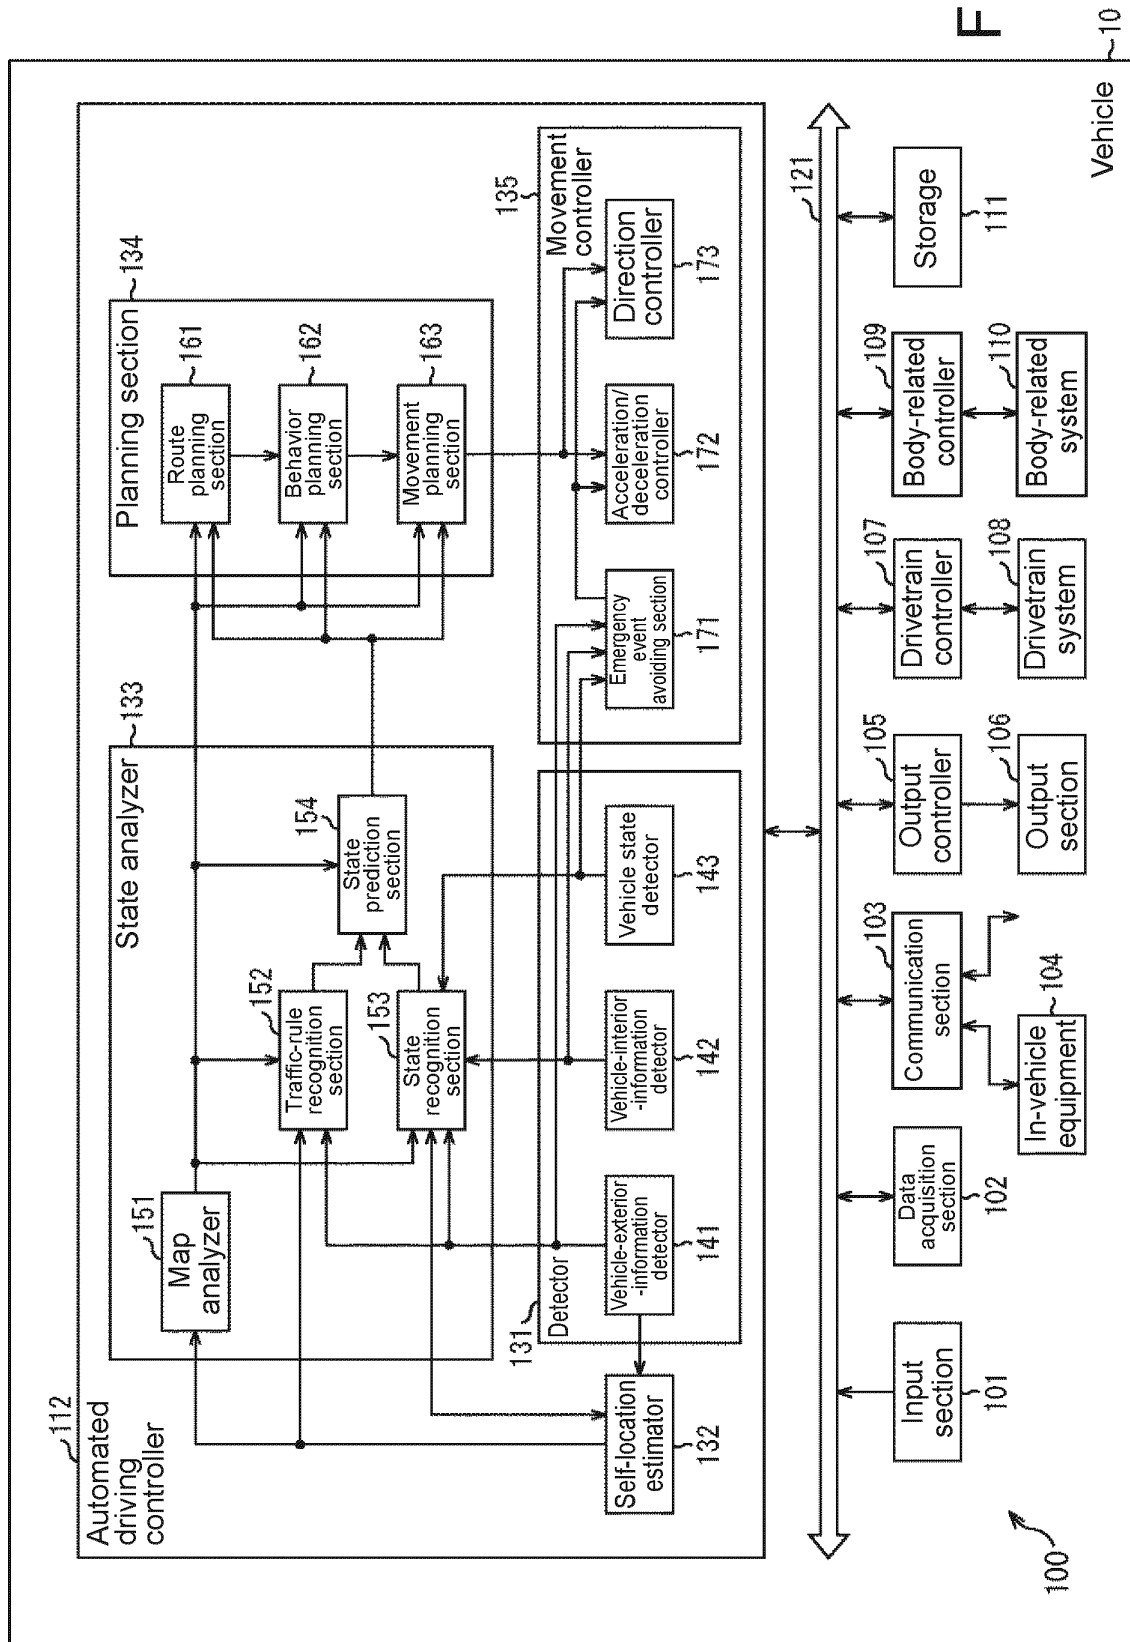 F
Vehicle
10
100
Automated
driving
controller
112
State analyzer
133
Map
analyzer
151
Traffic-rule
recognition
section
152
State
recognition
section
153
State
prediction
section
154
Planning section
134
Route
planning
section
161
Behavior
planning
section
162
Movement
planning
section
163
Self-location
estimator
132
Detector
131
Vehicle-exterior
-information
detector
141
Vehicle-interior
-information
detector
142
Vehicle state
detector
143
Movement
controller
135
Emergency
event
avoiding section
171
Acceleration/
deceleration
controller
172
Direction
controller
173
121
Input
section
101
Data
acquisition
section
102
Communication
section
103
In-vehicle
equipment
104
Output
controller
105
Output
section
106
Drivetrain
controller
107
Drivetrain
system
108
Body-related
controller
109
Body-related
system
110
Storage
111